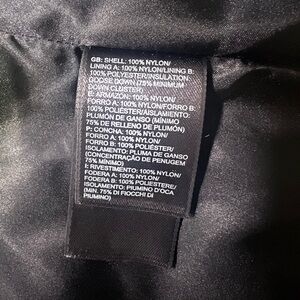 GB: SHELL: 100% NYLON/
LINING A: 100% NYLON/LINING B:
100% POLYESTER/INSULATION:
GOOSE DOWN (75% MINIMUM
DOWN CLUSTER)
E: ARMAZÓN: 100% NYLON/
FORRO A: 100% NYLON/FORRO B:
100% POLIÉSTER/AISLAMIENTO:
PLUMÓN DE GANSO (MÍNIMO
75% DE RELLENO DE PLUMÓN)
P: CONCHA: 100% NYLON/
FORRO A: 100% NYLON/
FORRO B: 100% POLIÉSTER/
ISOLAMENTO: PLUMA DE GANSO
(CONCENTRAÇÃO DE PENUGEM
75% MÍNIMO)
I: RIVESTIMENTO: 100% NYLON/
FODERA A: 100% NYLON/
FODERA B: 100% POLIESTERE/
ISOLAMENTO: PIUMINO D'OCA
(MIN. 75% DI FIOCCHI DI
PIUMINO)